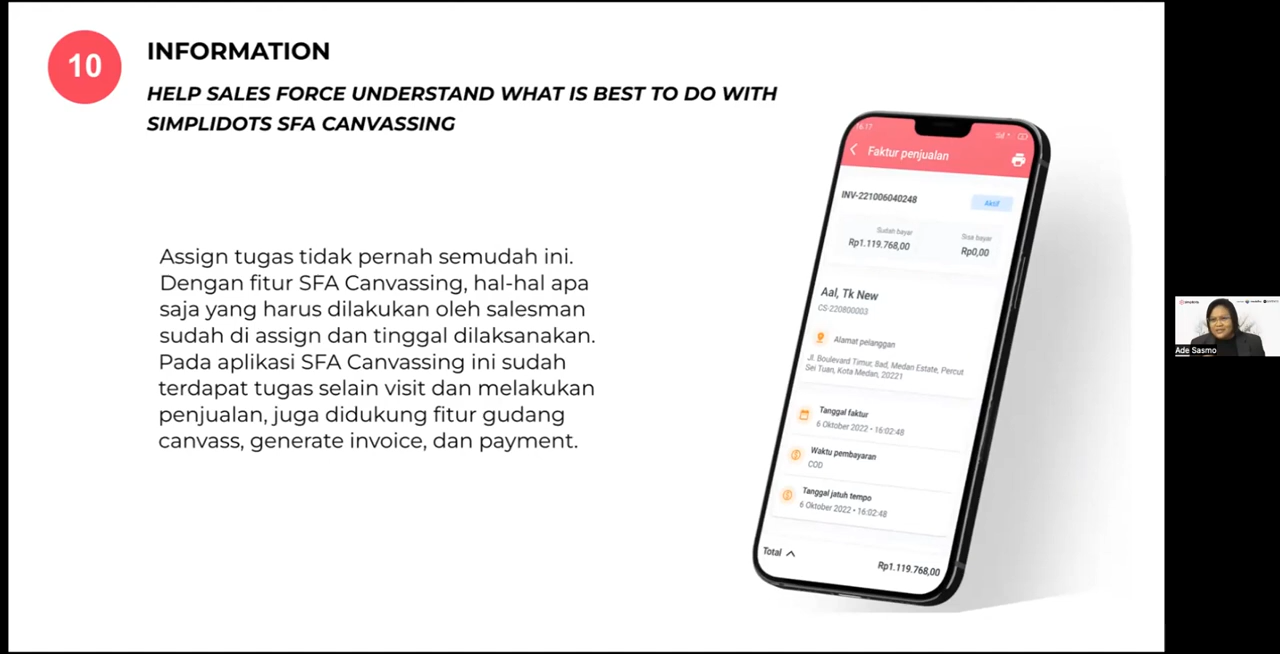 10
INFORMATION
HELP SALES FORCE UNDERSTAND WHAT IS BEST TO DO WITH
SIMPLIDOTS SFA CANVASSING
Assign tugas tidak pernah semudah ini.
Dengan fitur SFA Canvassing, hal-hal apa
saja yang harus dilakukan oleh salesman
sudah di assign dan tinggal dilaksanakan.
Pada aplikasi SFA Canvassing ini sudah
terdapat tugas selain visit dan melakukan
penjualan, juga didukung fitur gudang
canvass, generate invoice, dan payment.
16.17
Faktur penjualan
INV-221006040248
Aktif
Sudah bayar
Sisa bayar
Rp1.119.768,00
Rp0,00
Aal, Tk New
CS-220800003
Alamat pelanggan
Jl. Boulevard Timur, 8ad, Medan Estate, Percut
Sei Tuan, Kota Medan, 20221
Tanggal faktur
6 Oktober 2022 • 16:02:48
Waktu pembayaran
COD
Tanggal jatuh tempo
6 Oktober 2022 • 16:02:48
Total
Rp1.119.768,00
Ade Sasmo